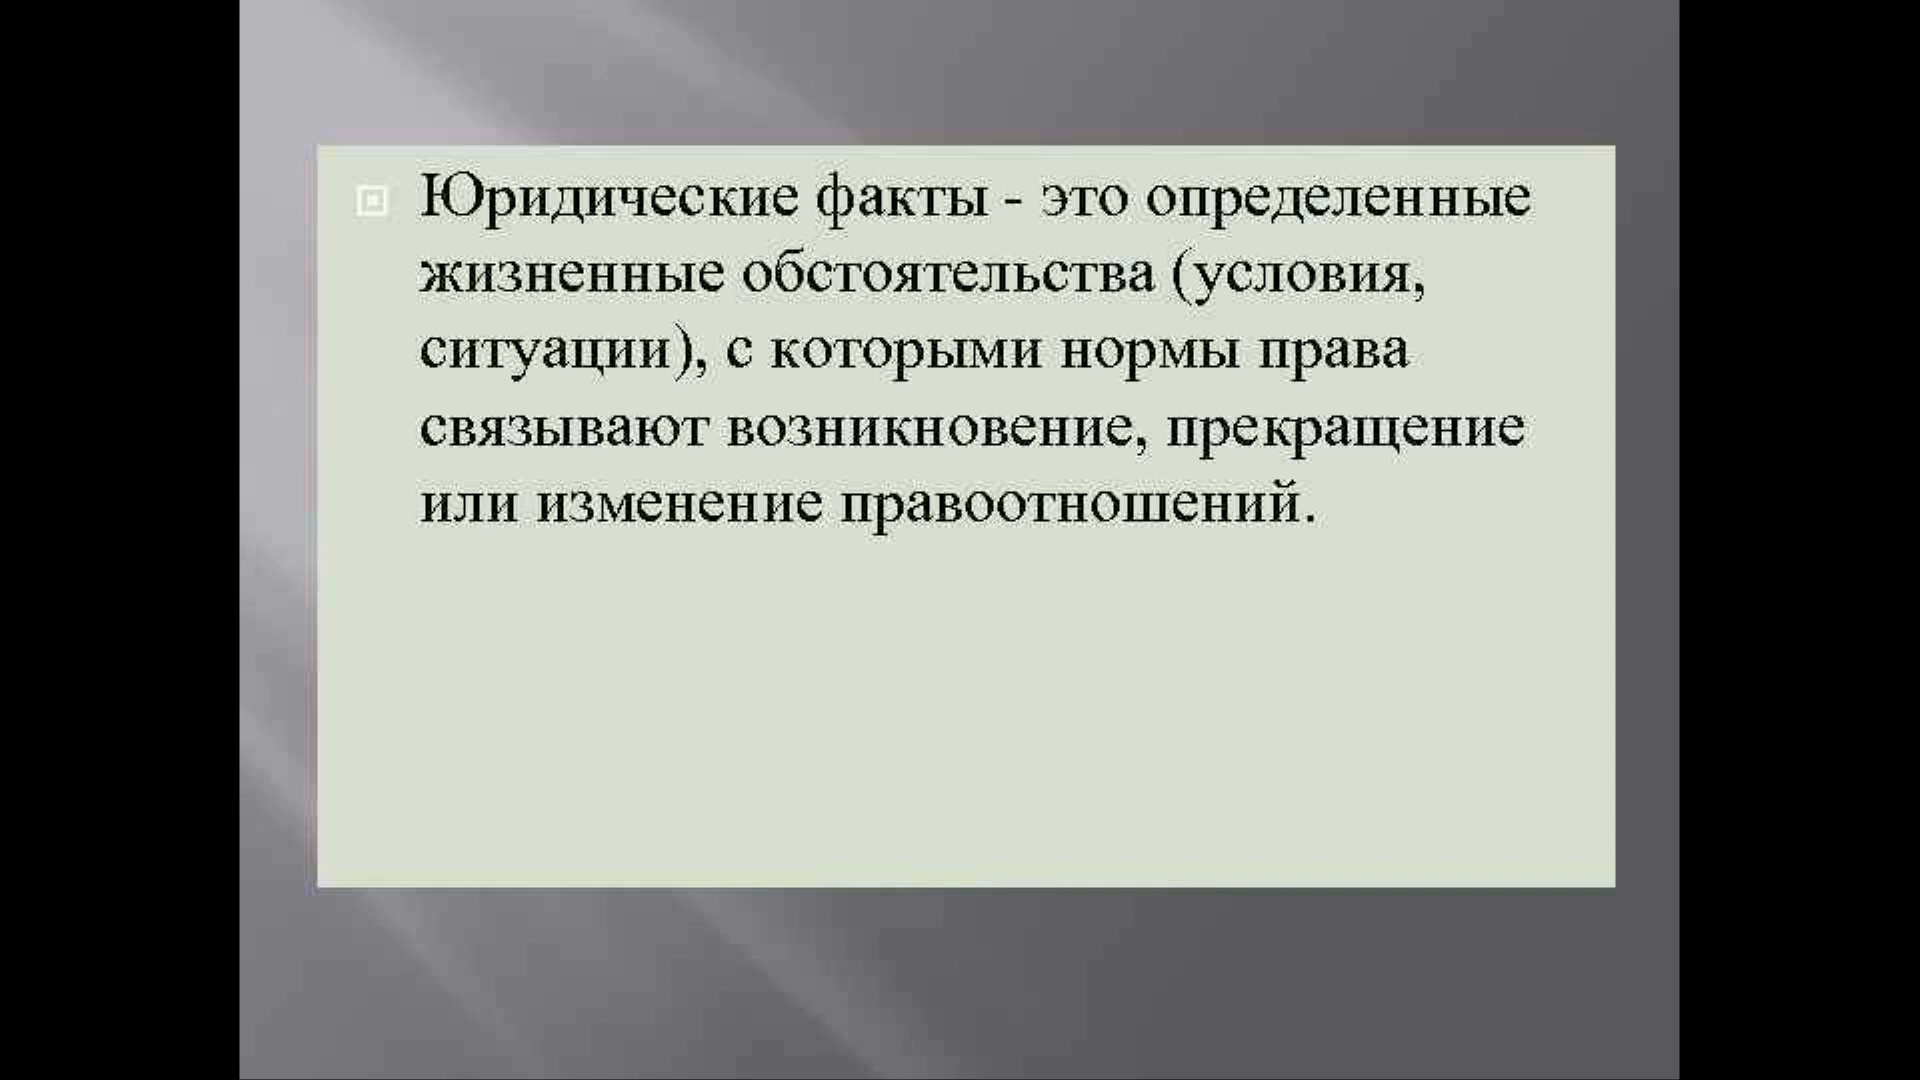 Юридические факты - это определенные
жизненные обстоятельства (условия,
ситуации), с которыми нормы права
связывают возникновение, прекращение
или изменение правоотношений.